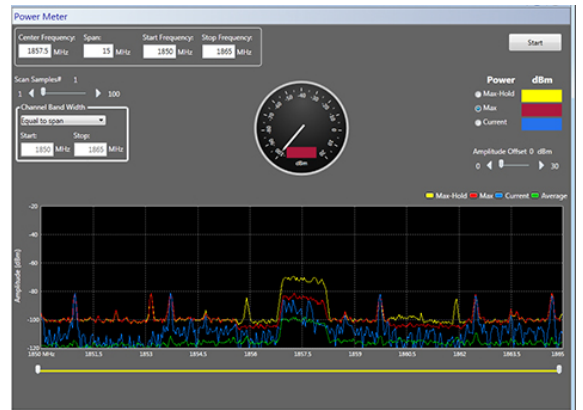 Power Meter
Center Frequency: Span: Start Frequency: Stop Frequency:
1857.5 MHz 15 MHz 1850 MHz 1865 MHz
Start
Scan Samples# 1
1 100
Channel Band Width
Equal to span
Start: Stop:
1850 MHz 1865 MHz
dBm
Power dBm
Max-Hold
Max
Current
Amplitude Offset 0 dBm
0 30
Max-Hold Max Current Average
Amplitude (dBm)
-20
-40
-60
-80
-100
-120
1850 MHz 1851.5 1853 1854.5 1856 1857.5 1859 1860.5 1862 1863.5 1865